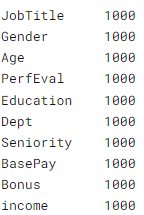 JobTitle 1000
Gender 1000
Age 1000
PerfEval 1000
Education 1000
Dept 1000
Seniority 1000
BasePay 1000
Bonus 1000
income 1000